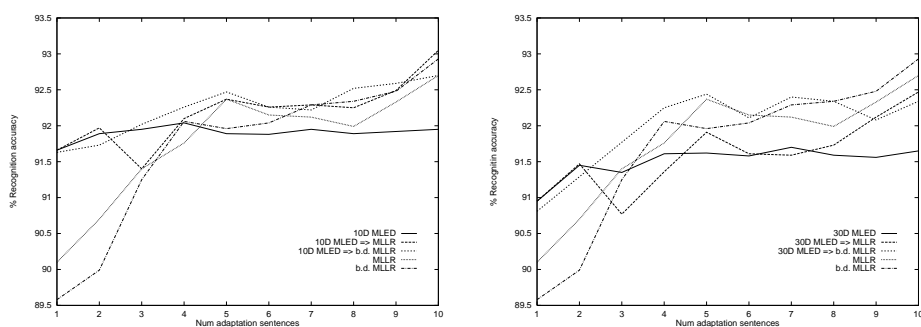 93.5
93
92.5
92
91.5
91
90.5
90
89.5
% Recognition accuracy
10D MLED
10D MLED => MLLR
10D MLED => b.d. MLLR
MLLR
b.d. MLLR
1 2 3 4 5 6 7 8 9 10
Num adaptation sentences
93.5
93
92.5
92
91.5
91
90.5
90
89.5
% Recognitin accuracy
30D MLED
30D MLED => MLLR
30D MLED => b.d. MLLR
MLLR
b.d. MLLR
1 2 3 4 5 6 7 8 9 10
Num adaptation sentences